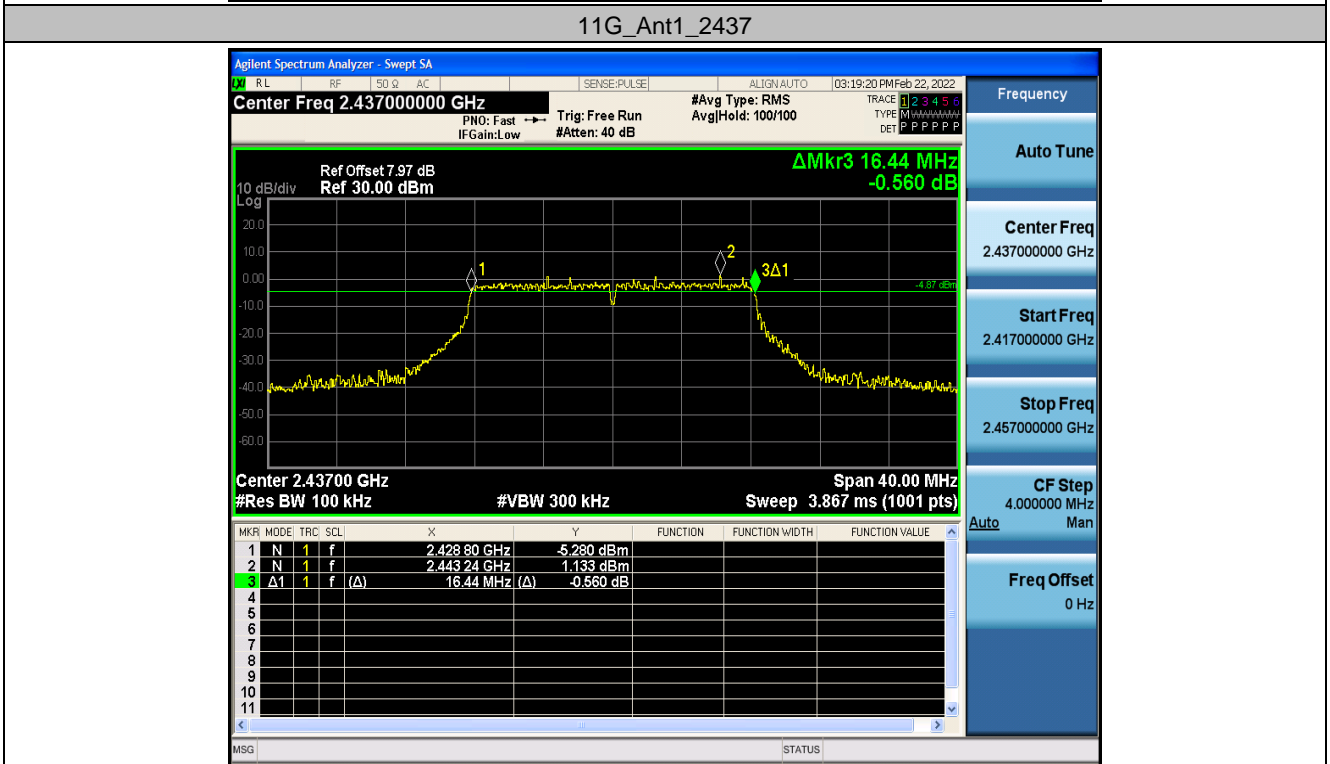 11G_Ant1_2437
Agilent Spectrum Analyzer - Swept SA
LXI RL RF 50 Ω AC SENSE:PULSE ALIGN AUTO 03:19:20 PM Feb 22, 2022
Center Freq 2.437000000 GHz
PNO: Fast
IFGain:Low
Trig: Free Run
#Atten: 40 dB
#Avg Type: RMS
Avg|Hold: 100/100
TRACE 1 2 3 4 5 6
TYPE M
DET P P P P P P
Frequency
Auto Tune
Center Freq
2.437000000 GHz
Start Freq
2.417000000 GHz
Stop Freq
2.457000000 GHz
CF Step
4.000000 MHz
Auto Man
Freq Offset
0 Hz
ΔMkr3 16.44 MHz
-0.560 dB
Ref Offset 7.97 dB
10 dB/div Ref 30.00 dBm
Log
20.0
10.0
0.00
-10.0
-20.0
-30.0
-40.0
-50.0
-60.0
1
2
3Δ1
-4.87 dBm
Center 2.43700 GHz Span 40.00 MHz
#Res BW 100 kHz #VBW 300 kHz Sweep 3.867 ms (1001 pts)
MKR MODE TRC SCL X Y FUNCTION FUNCTION WIDTH FUNCTION VALUE
1 N 1 f 2.428 80 GHz -5.280 dBm
2 N 1 f 2.443 24 GHz 1.133 dBm
3 Δ1 1 f (Δ) 16.44 MHz (Δ) -0.560 dB
4
5
6
7
8
9
10
11
MSG STATUS